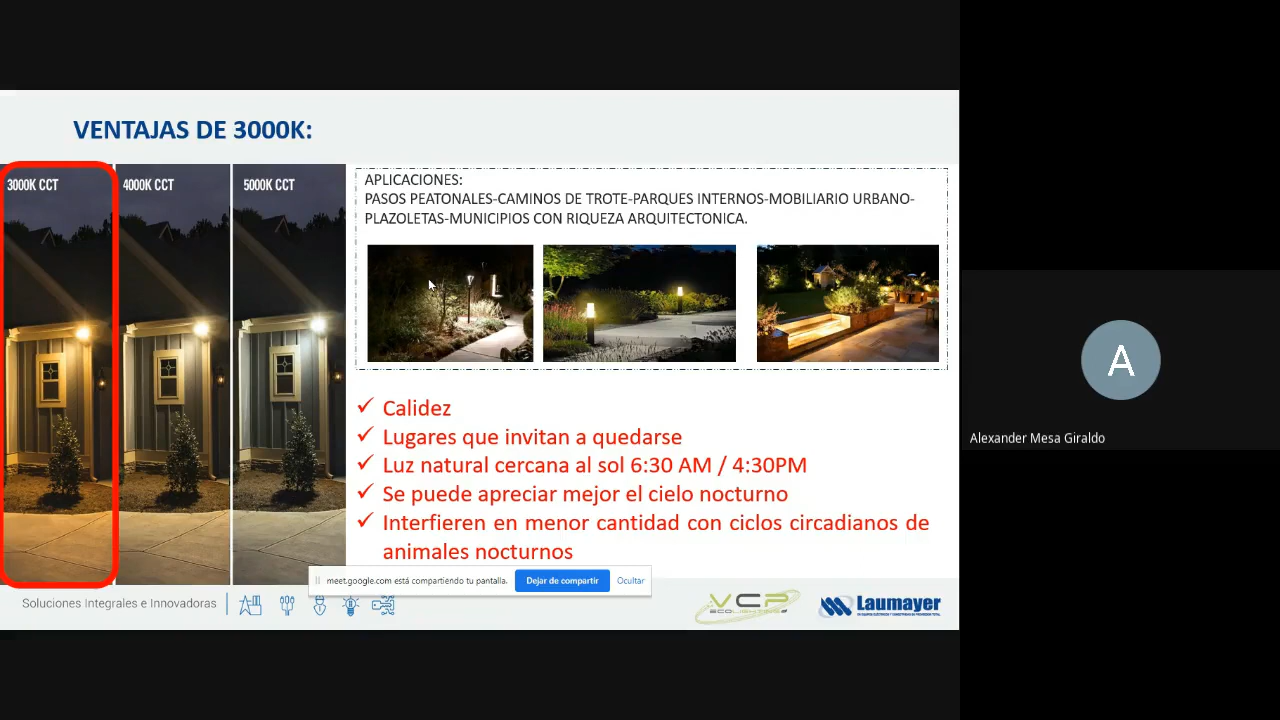 VENTAJAS DE 3000K:
3000K CCT
4000K CCT
5000K CCT
APLICACIONES:
PASOS PEATONALES-CAMINOS DE TROTE-PARQUES INTERNOS-MOBILIARIO URBANO-
PLAZOLETAS-MUNICIPIOS CON RIQUEZA ARQUITECTONICA.
✓ Calidez
✓ Lugares que invitan a quedarse
✓ Luz natural cercana al sol 6:30 AM / 4:30PM
✓ Se puede apreciar mejor el cielo nocturno
✓ Interfieren en menor cantidad con ciclos circadianos de
animales nocturnos
meet.google.com está compartiendo tu pantalla.
Dejar de compartir
Ocultar
Soluciones Integrales e Innovadoras
VCP
ECOLIGHTING
Laumayer
A
Alexander Mesa Giraldo